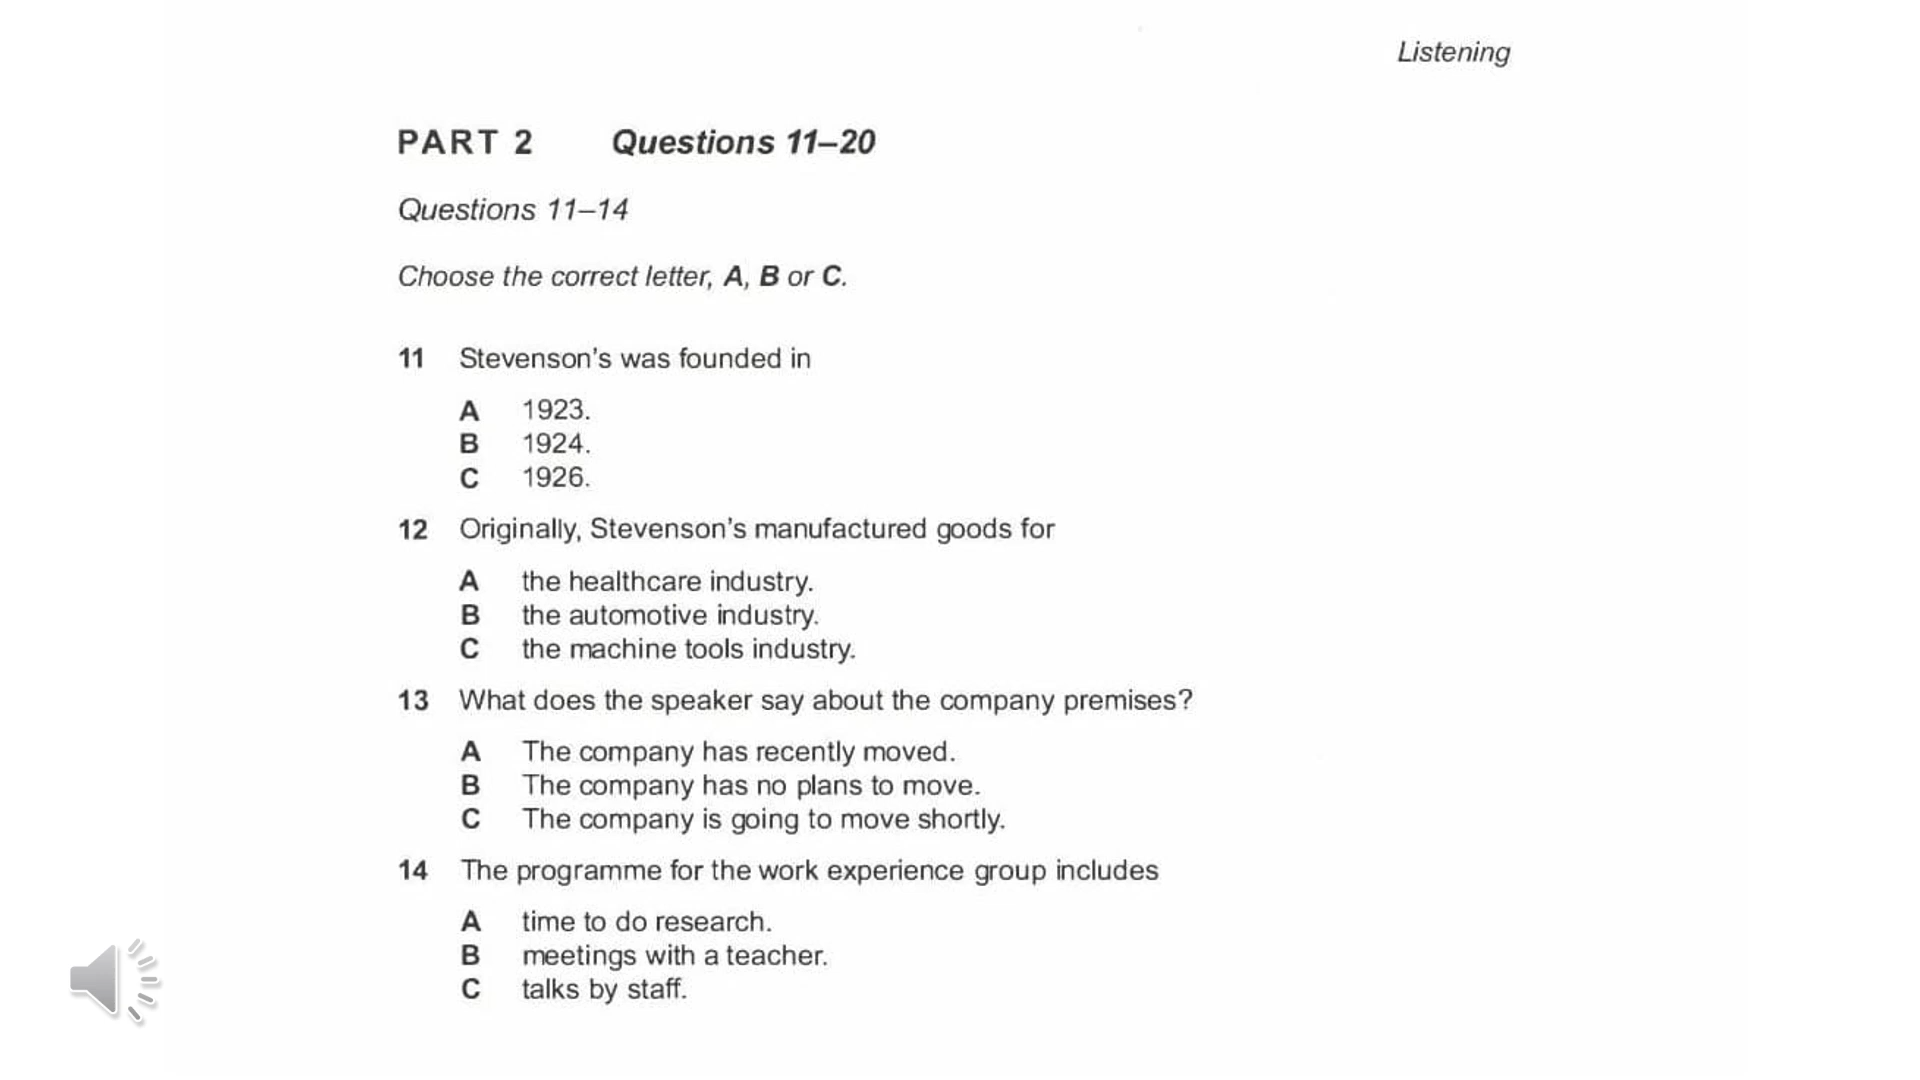 Listening
PART 2 Questions 11–20
Questions 11–14
Choose the correct letter, A, B or C.
11 Stevenson's was founded in
A 1923.
B 1924.
C 1926.
12 Originally, Stevenson's manufactured goods for
A the healthcare industry.
B the automotive industry.
C the machine tools industry.
13 What does the speaker say about the company premises?
A The company has recently moved.
B The company has no plans to move.
C The company is going to move shortly.
14 The programme for the work experience group includes
A time to do research.
B meetings with a teacher.
C talks by staff.